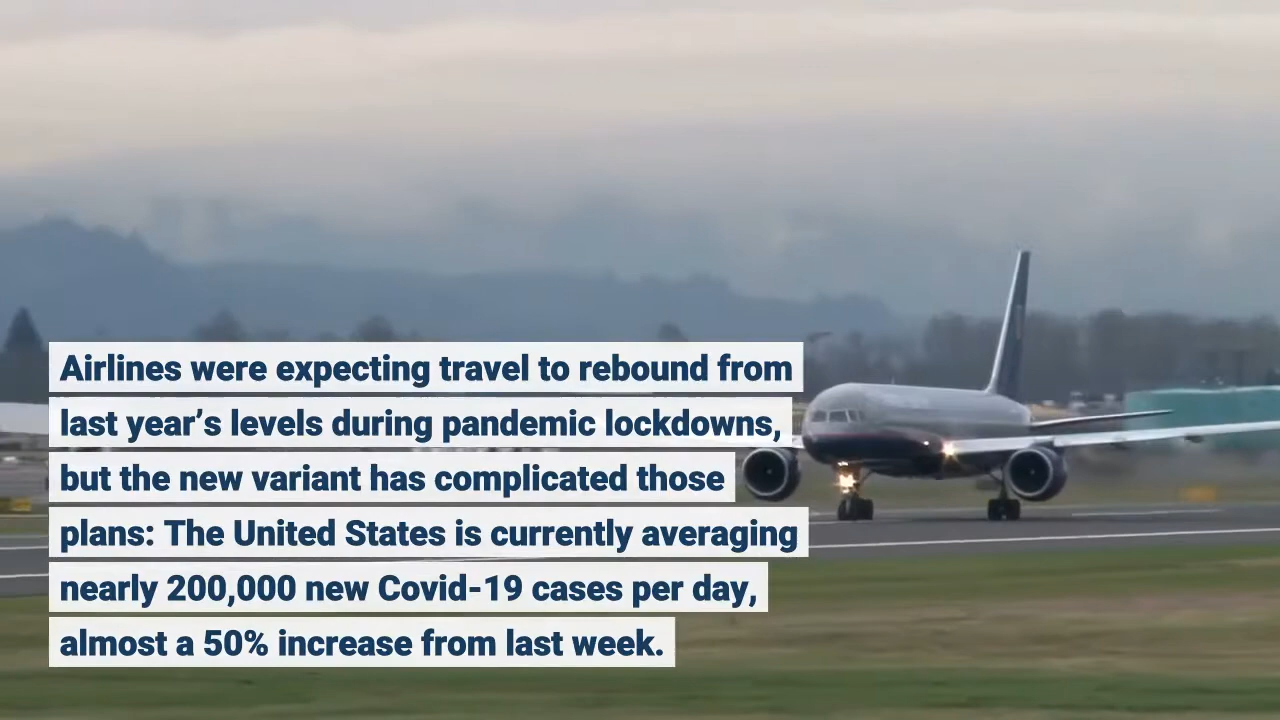 Airlines were expecting travel to rebound from
last year’s levels during pandemic lockdowns,
but the new variant has complicated those
plans: The United States is currently averaging
nearly 200,000 new Covid-19 cases per day,
almost a 50% increase from last week.